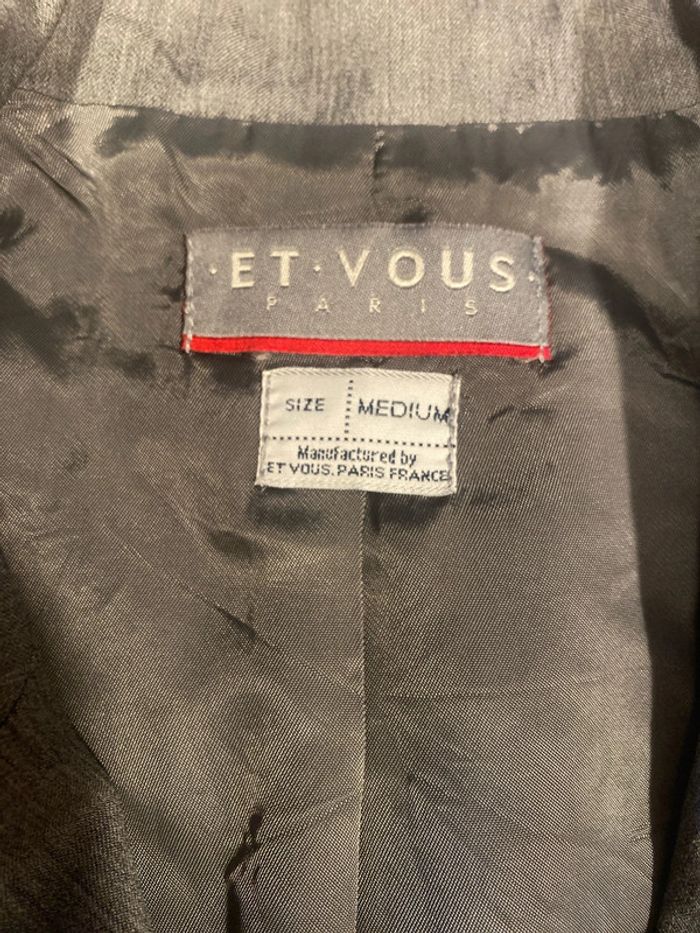 ·ET·VOUS·
PARIS
SIZE MEDIUM
Manufactured by
ET VOUS. PARIS FRANCE